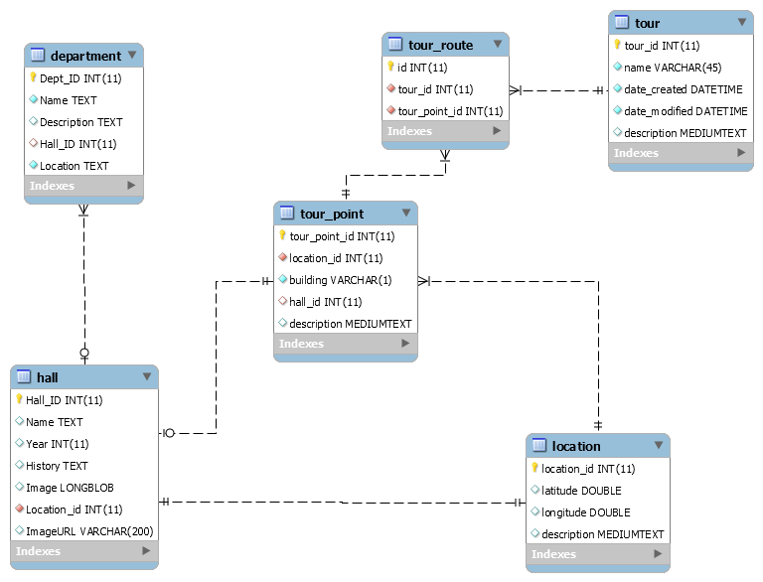 department
Dept_ID INT(11)
Name TEXT
Description TEXT
Hall_ID INT(11)
Location TEXT
Indexes
tour_route
id INT(11)
tour_id INT(11)
tour_point_id INT(11)
Indexes
tour
tour_id INT(11)
name VARCHAR(45)
date_created DATETIME
date_modified DATETIME
description MEDIUMTEXT
Indexes
tour_point
tour_point_id INT(11)
location_id INT(11)
building VARCHAR(1)
hall_id INT(11)
description MEDIUMTEXT
Indexes
hall
Hall_ID INT(11)
Name TEXT
Year INT(11)
History TEXT
Image LONGBLOB
Location_id INT(11)
ImageURL VARCHAR(200)
Indexes
location
location_id INT(11)
latitude DOUBLE
longitude DOUBLE
description MEDIUMTEXT
Indexes